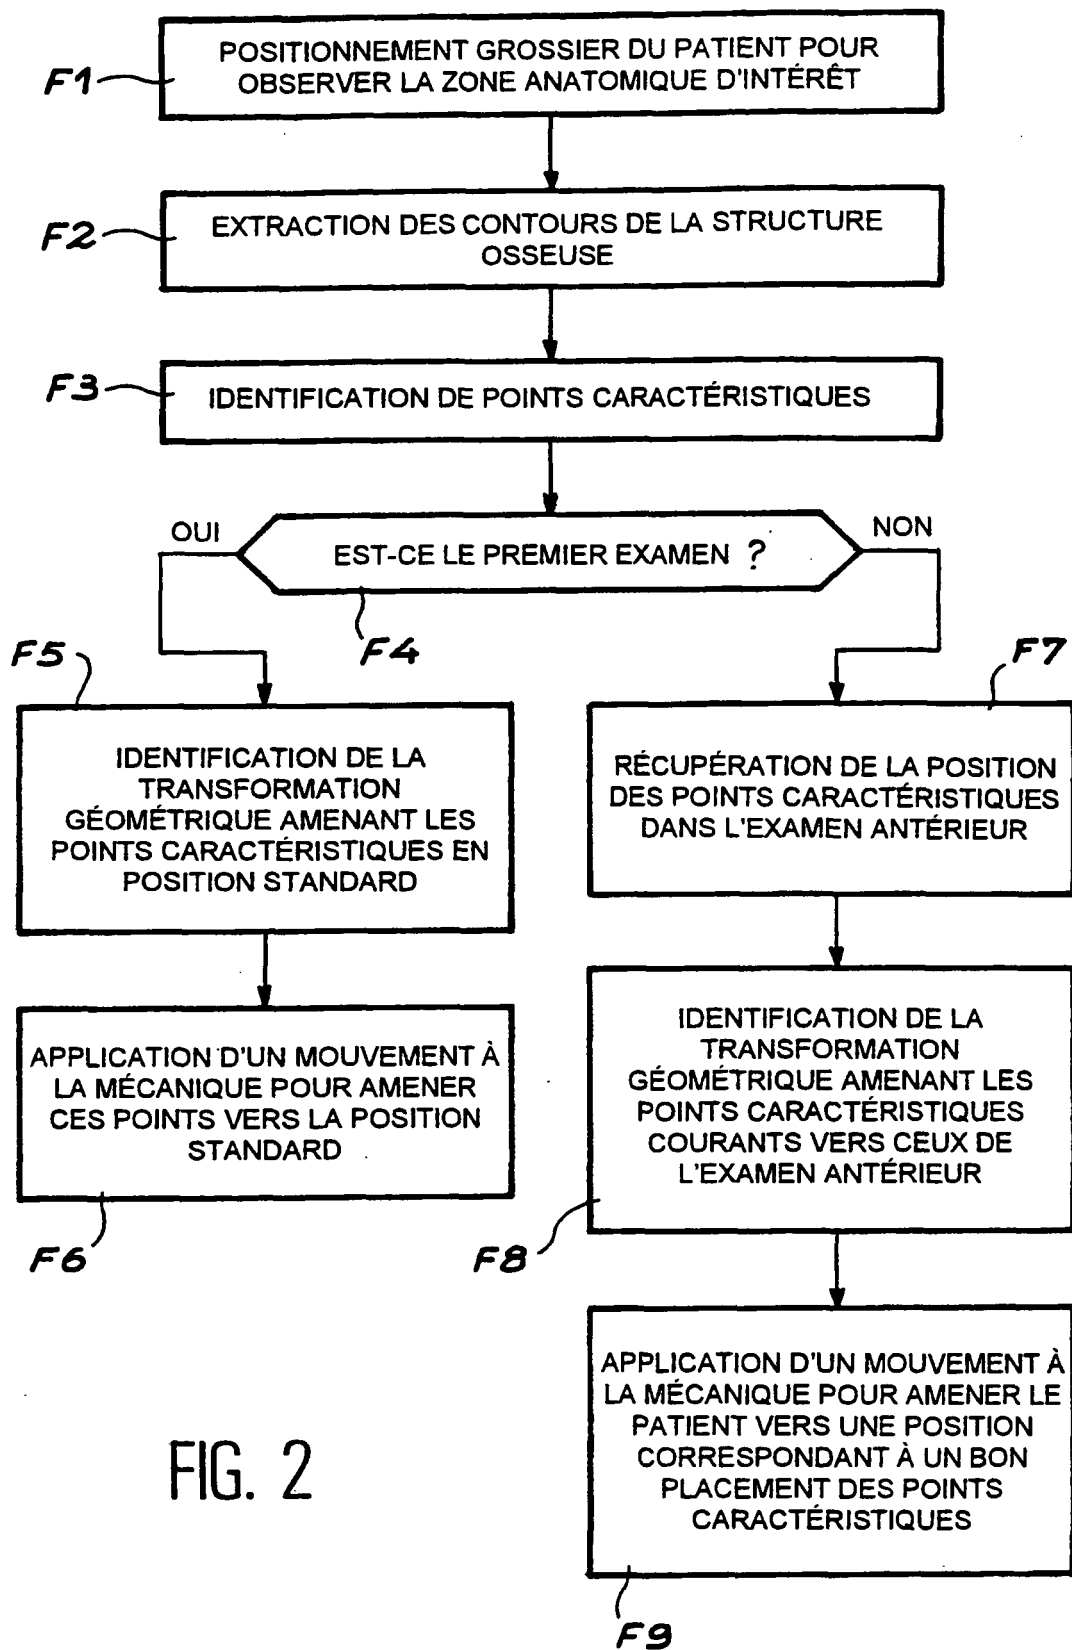 F1
POSITIONNEMENT GROSSIER DU PATIENT POUR
OBSERVER LA ZONE ANATOMIQUE D'INTÉRÊT
F2
EXTRACTION DES CONTOURS DE LA STRUCTURE
OSSEUSE
F3
IDENTIFICATION DE POINTS CARACTÉRISTIQUES
OUI
EST-CE LE PREMIER EXAMEN ?
NON
F4
F5
IDENTIFICATION DE LA
TRANSFORMATION
GÉOMÉTRIQUE AMENANT LES
POINTS CARACTÉRISTIQUES EN
POSITION STANDARD
APPLICATION D'UN MOUVEMENT À
LA MÉCANIQUE POUR AMENER
CES POINTS VERS LA POSITION
STANDARD
F6
F7
RÉCUPÉRATION DE LA POSITION
DES POINTS CARACTÉRISTIQUES
DANS L'EXAMEN ANTÉRIEUR
IDENTIFICATION DE LA
TRANSFORMATION
GÉOMÉTRIQUE AMENANT LES
POINTS CARACTÉRISTIQUES
COURANTS VERS CEUX DE
L'EXAMEN ANTÉRIEUR
F8
APPLICATION D'UN MOUVEMENT À
LA MÉCANIQUE POUR AMENER LE
PATIENT VERS UNE POSITION
CORRESPONDANT À UN BON
PLACEMENT DES POINTS
CARACTÉRISTIQUES
F9
FIG. 2